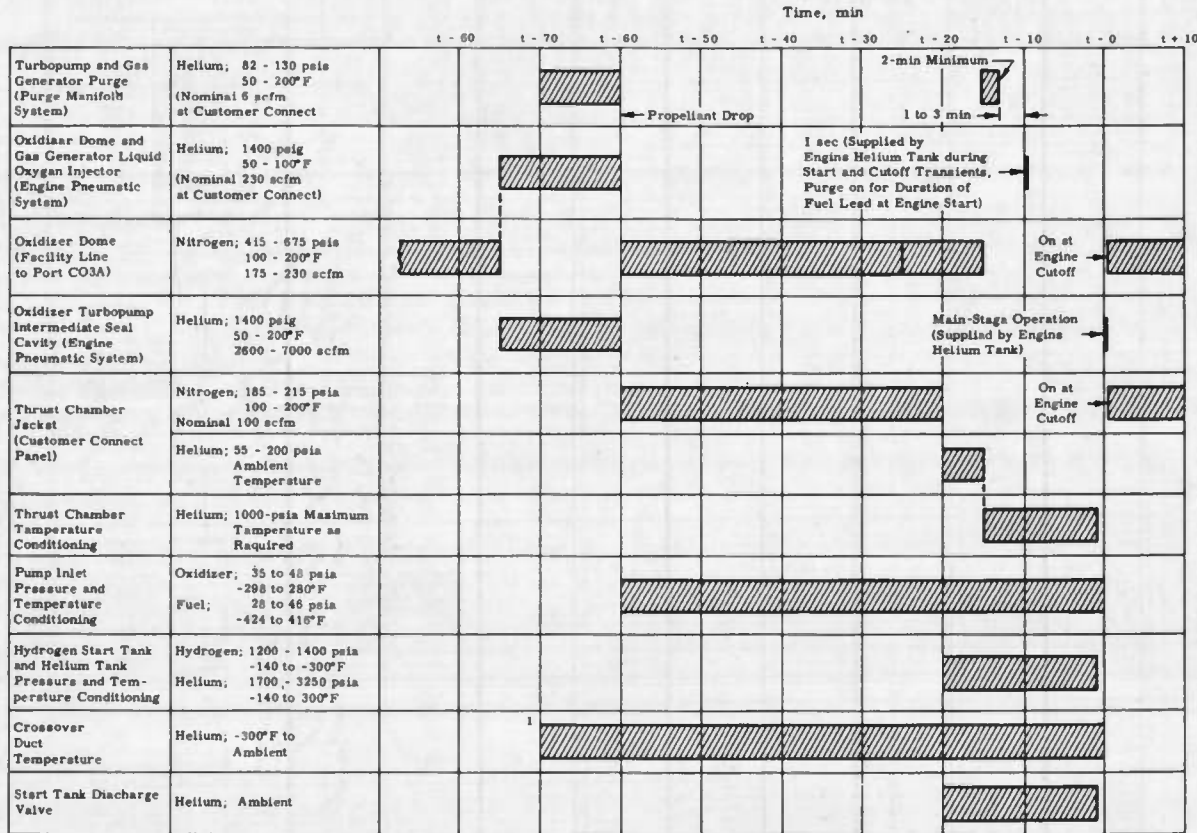 Time, min
t - 80 t - 70 t - 60 t - 50 t - 40 t - 30 t - 20 t - 10 t - 0 t + 10
Turbopump and Gas
Generator Purge
(Purge Manifold
System)
Helium; 82 - 130 psia
50 - 200°F
(Nominal 6 scfm
at Customer Connect
Propellant Drop
2-min Minimum
1 to 3 min
Oxidizer Dome and
Gas Generator Liquid
Oxygen Injector
(Engine Pneumatic
System)
Helium; 1400 psig
50 - 100°F
(Nominal 230 scfm
at Customer Connect)
1 sec (Supplied by
Engine Helium Tank during
Start and Cutoff Transients,
Purge on for Duration of
Fuel Lead at Engine Start)
Oxidizer Dome
(Facility Line
to Port CO3A)
Nitrogen; 415 - 675 psia
100 - 200°F
175 - 230 scfm
On at
Engine
Cutoff
Oxidizer Turbopump
Intermediate Seal
Cavity (Engine
Pneumatic System)
Helium; 1400 psig
50 - 200°F
2600 - 7000 scfm
Main-Stage Operation
(Supplied by Engine
Helium Tank)
Thrust Chamber
Jacket
(Customer Connect
Panel)
Nitrogen; 185 - 215 psia
100 - 200°F
Nominal 100 scfm
On at
Engine
Cutoff
Helium; 55 - 200 psia
Ambient
Temperature
Thrust Chamber
Temperature
Conditioning
Helium; 1000-psia Maximum
Temperature as
Required
Pump Inlet
Pressure and
Temperature
Conditioning
Oxidizer; 35 to 48 psia
-298 to 280°F
Fuel; 28 to 46 psia
-424 to 416°F
Hydrogen Start Tank
and Helium Tank
Pressure and Tem-
perature Conditioning
Hydrogen; 1200 - 1400 psia
-140 to -300°F
Helium; 1700 - 3250 psia
-140 to 300°F
Crossover
Duct
Temperature
Helium; -300°F to
Ambient
1
Start Tank Discharge
Valve
Helium; Ambient